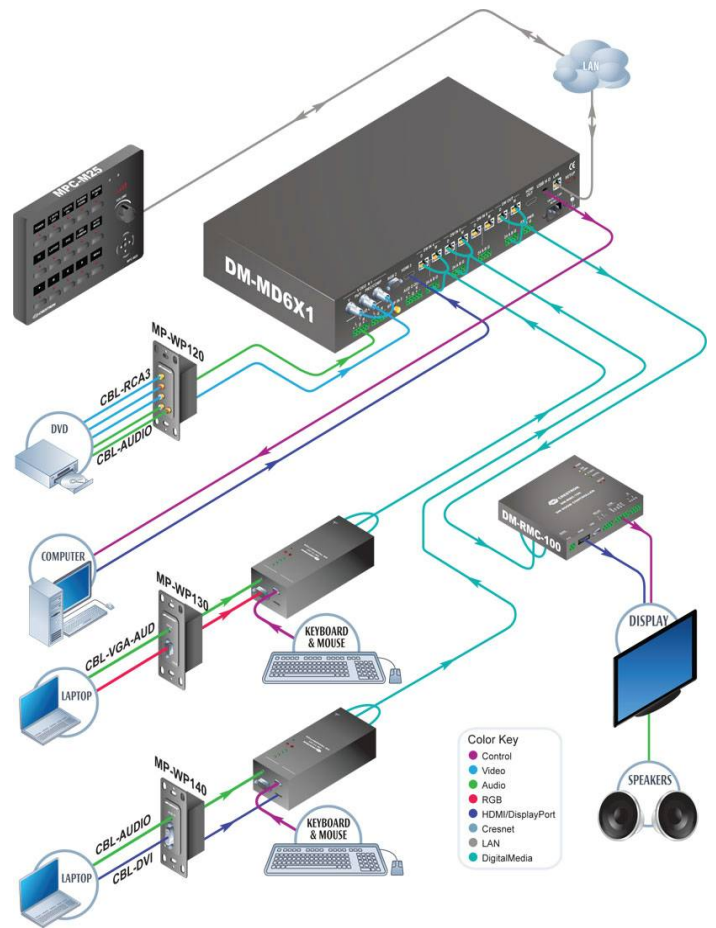 LAN
MPC-M25
DM-MD6X1
MP-WP120
CBL-RCA3
DVD
CBL-AUDIO
DM-RMC-100
COMPUTER
MP-WP130
CBL-VGA-AUD
KEYBOARD
& MOUSE
LAPTOP
DISPLAY
MP-WP140
CBL-AUDIO
KEYBOARD
& MOUSE
CBL-DVI
LAPTOP
SPEAKERS
Color Key
Control
Video
Audio
RGB
HDMI/DisplayPort
Cresnet
LAN
DigitalMedia